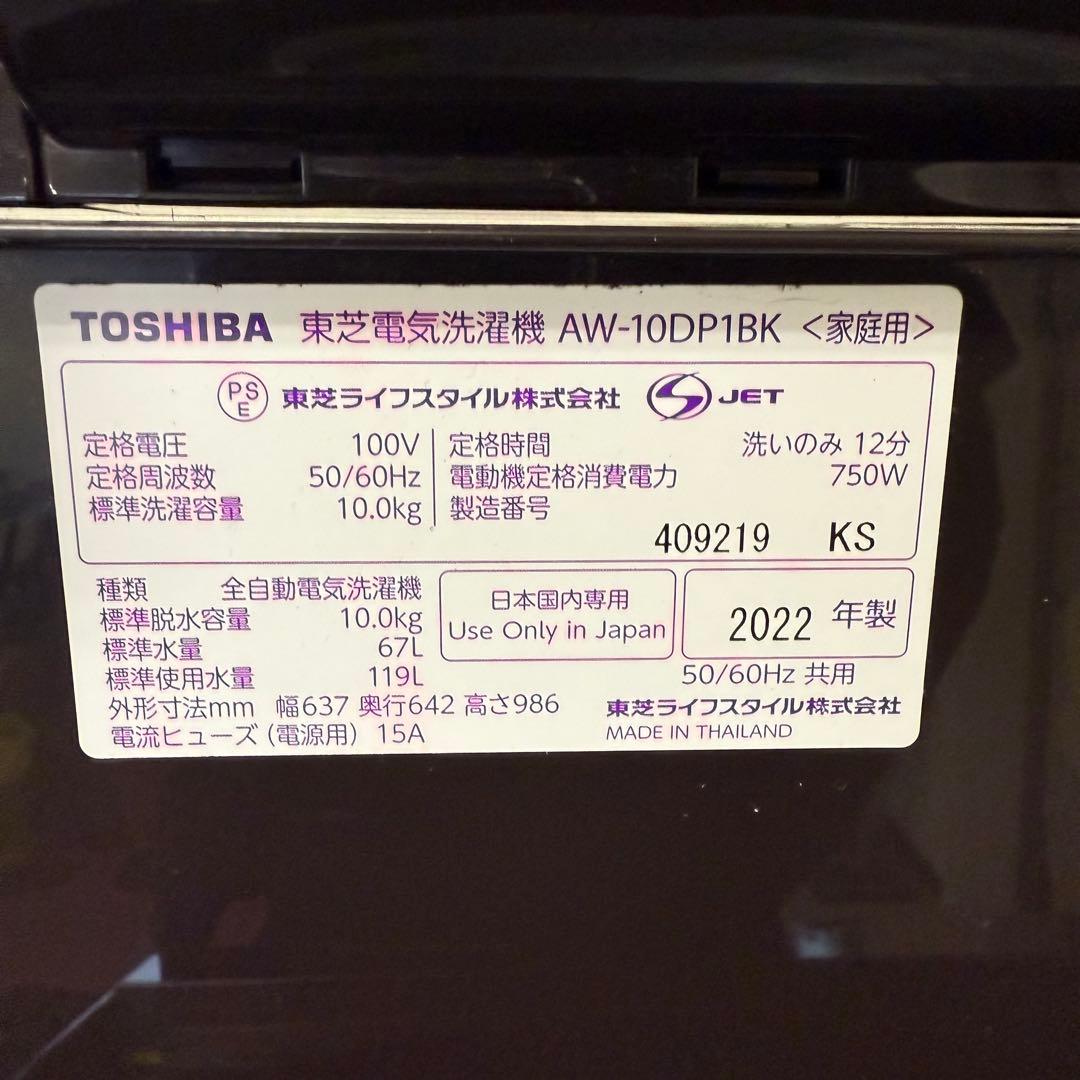 TOSHIBA 東芝電気洗濯機 AW-10DP1BK <家庭用>
PS E 東芝ライフスタイル株式会社 S JET
定格電圧 100V
定格周波数 50/60Hz
標準洗濯容量 10.0kg
定格時間 洗いのみ 12分
電動機定格消費電力 750W
製造番号
409219 KS
種類 全自動電気洗濯機
標準脱水容量 10.0kg
標準水量 67L
標準使用水量 119L
外形寸法mm 幅637 奥行642 高さ986
電流ヒューズ (電源用) 15A
日本国内専用
Use Only in Japan
2022 年製
50/60Hz 共用
東芝ライフスタイル株式会社
MADE IN THAILAND